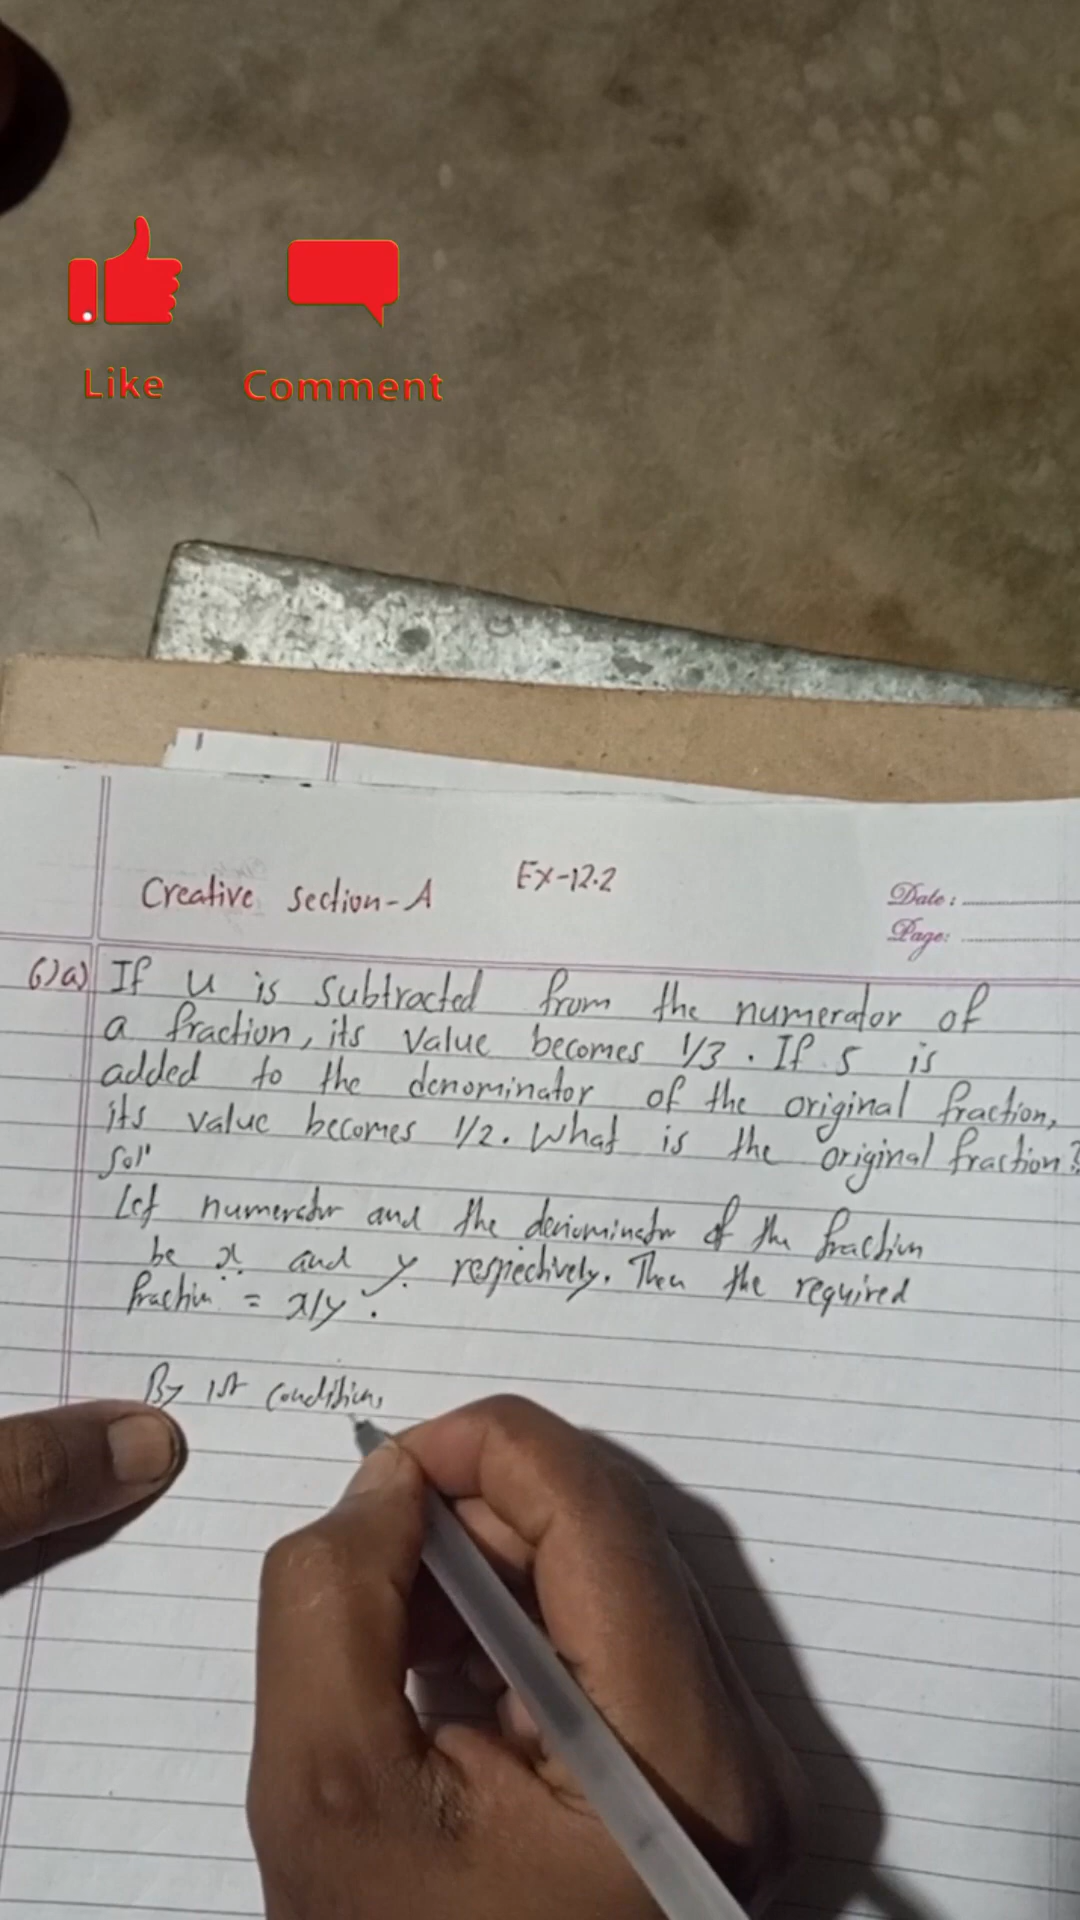 Like Comment
Ex-12.2
Creative section-A
Date:
Page:
6)a) If u is subtracted from the numerator of
a fraction, its value becomes 1/3. If 5 is
added to the denominator of the original fraction,
its value becomes 1/2. What is the original fraction?
Solⁿ
Let numerator and the denominator of the fraction
be x and y respectively. Then the required
fraction = x/y.
By 1st condition,